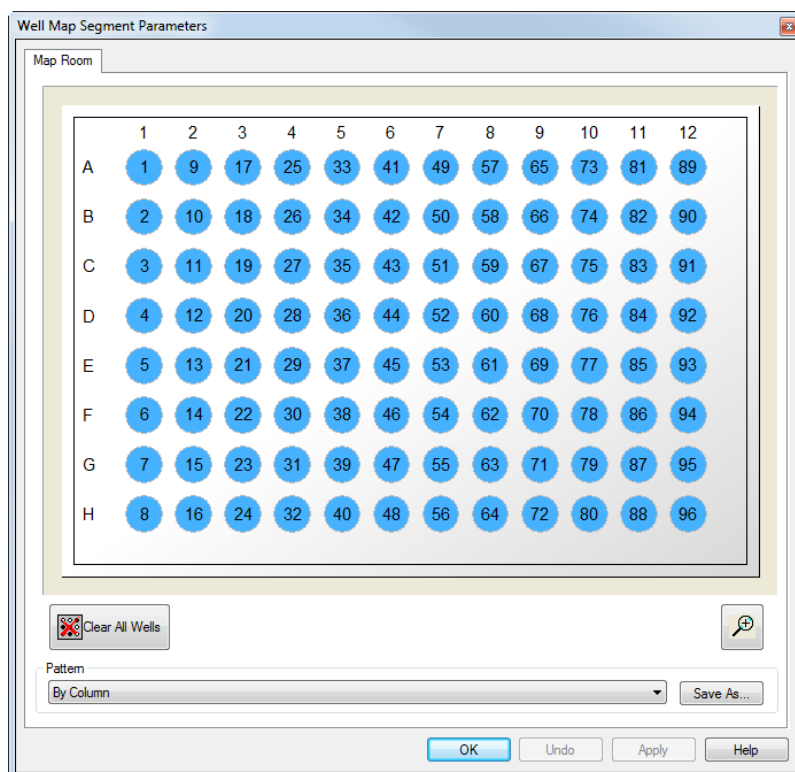 Well Map Segment Parameters
Map Room
1 2 3 4 5 6 7 8 9 10 11 12
A 1 9 17 25 33 41 49 57 65 73 81 89
B 2 10 18 26 34 42 50 58 66 74 82 90
C 3 11 19 27 35 43 51 59 67 75 83 91
D 4 12 20 28 36 44 52 60 68 76 84 92
E 5 13 21 29 37 45 53 61 69 77 85 93
F 6 14 22 30 38 46 54 62 70 78 86 94
G 7 15 23 31 39 47 55 63 71 79 87 95
H 8 16 24 32 40 48 56 64 72 80 88 96
Clear All Wells
Pattern
By Column
Save As...
OK Undo Apply Help